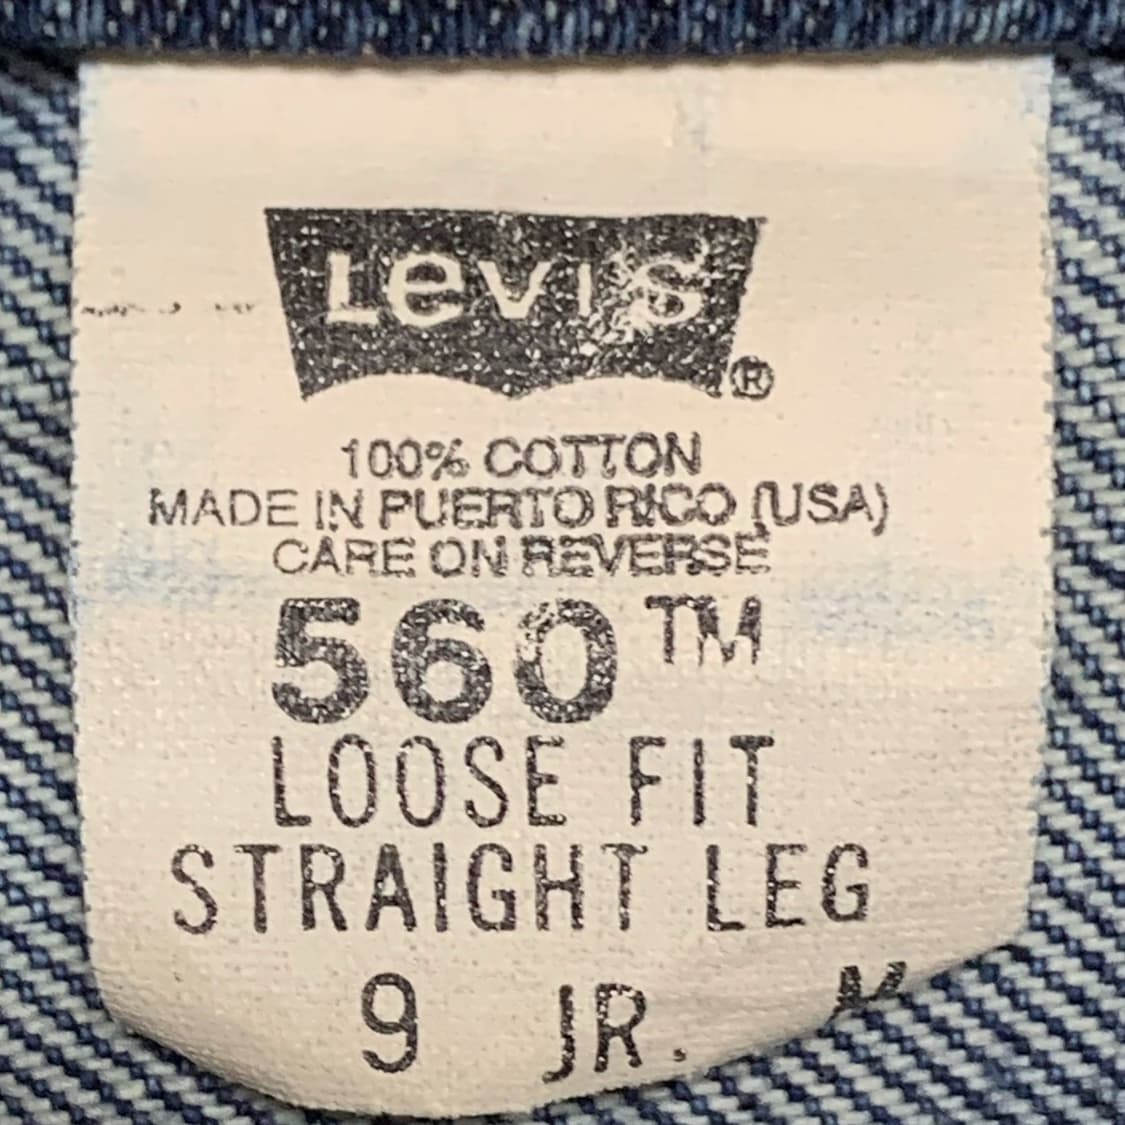 Levi's®
100% COTTON
MADE IN PUERTO RICO (USA)
CARE ON REVERSE
560™
LOOSE FIT
STRAIGHT LEG
9 JR.